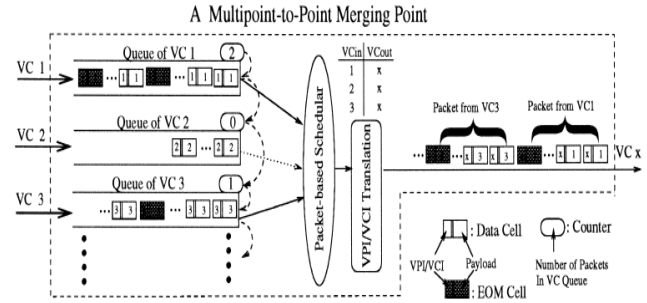 A Multipoint-to-Point Merging Point
Queue of VC 1 2
VC 1
1 1 ... 1 1 1 1
Queue of VC 2 0
VC 2
2 2 ... 2 2
Queue of VC 3 1
VC 3
... 3 3 ... 3 3 3 3
Packet-based Schedular
VCin VCout
1 x
2 x
3 x
VPI/VCI Translation
Packet from VC3 Packet from VC1
... x 3 x 3 ... x 1 x 1 VC x
: Data Cell : Counter
VPI/VCI Payload Number of Packets
In VC Queue
: EOM Cell